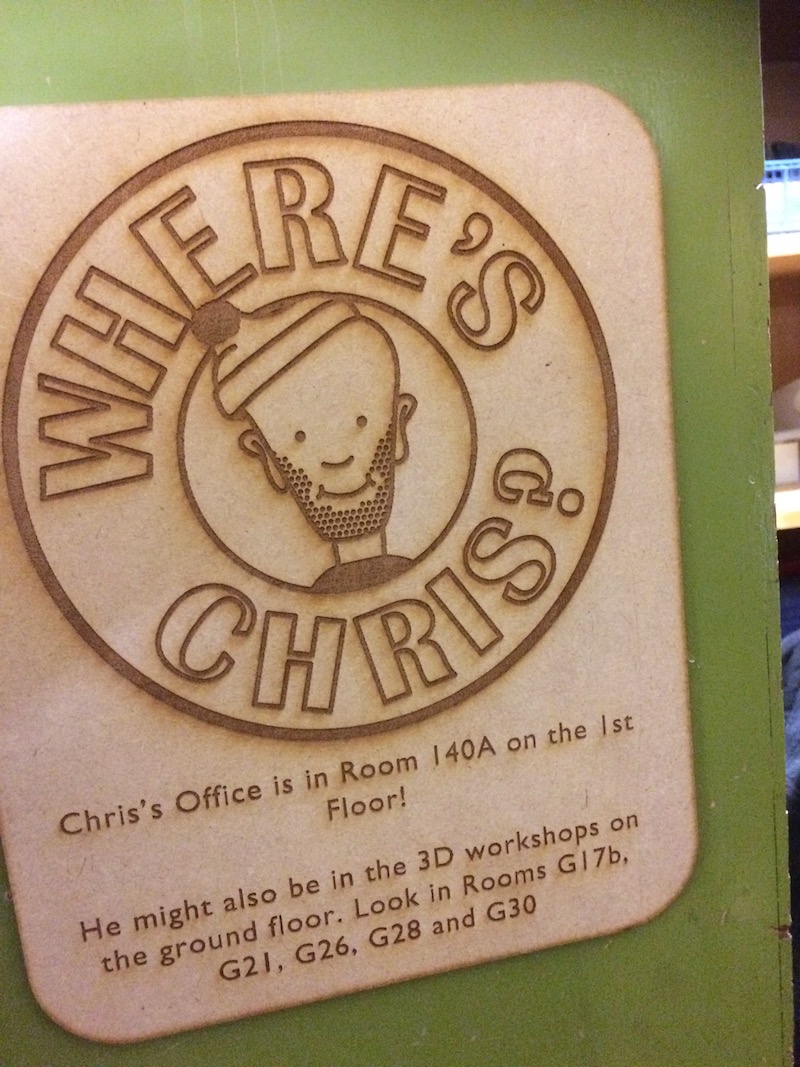 WHERE'S
CHRIS?
Chris's Office is in Room 140A on the 1st
Floor!
He might also be in the 3D workshops on
the ground floor. Look in Rooms G17b,
G21, G26, G28 and G30